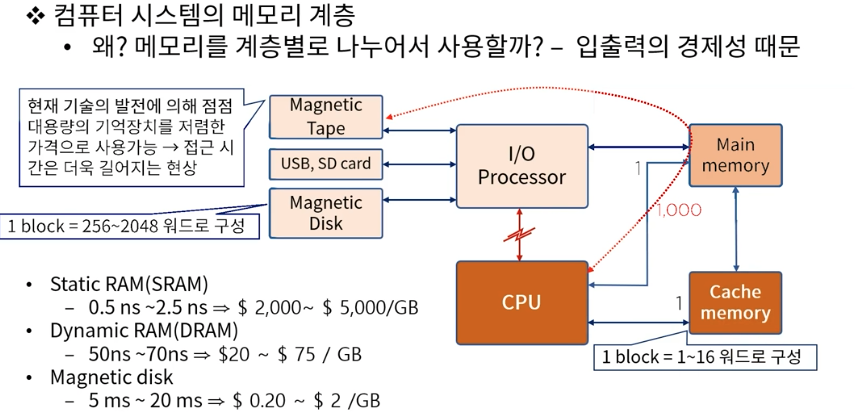 ❖ 컴퓨터 시스템의 메모리 계층
• 왜? 메모리를 계층별로 나누어서 사용할까? – 입출력의 경제성 때문
현재 기술의 발전에 의해 점점
대용량의 기억장치를 저렴한
가격으로 사용가능 → 접근 시
간은 더욱 길어지는 현상
1 block = 256~2048 워드로 구성
Magnetic
Tape
USB, SD card
Magnetic
Disk
I/O
Processor
Main
memory
1
1,000
CPU
1
Cache
memory
1 block = 1~16 워드로 구성
• Static RAM(SRAM)
– 0.5 ns ~2.5 ns ⇒ $ 2,000~ $ 5,000/GB
• Dynamic RAM(DRAM)
– 50ns ~70ns ⇒ $20 ~ $ 75 / GB
• Magnetic disk
– 5 ms ~ 20 ms ⇒ $ 0.20 ~ $ 2 /GB